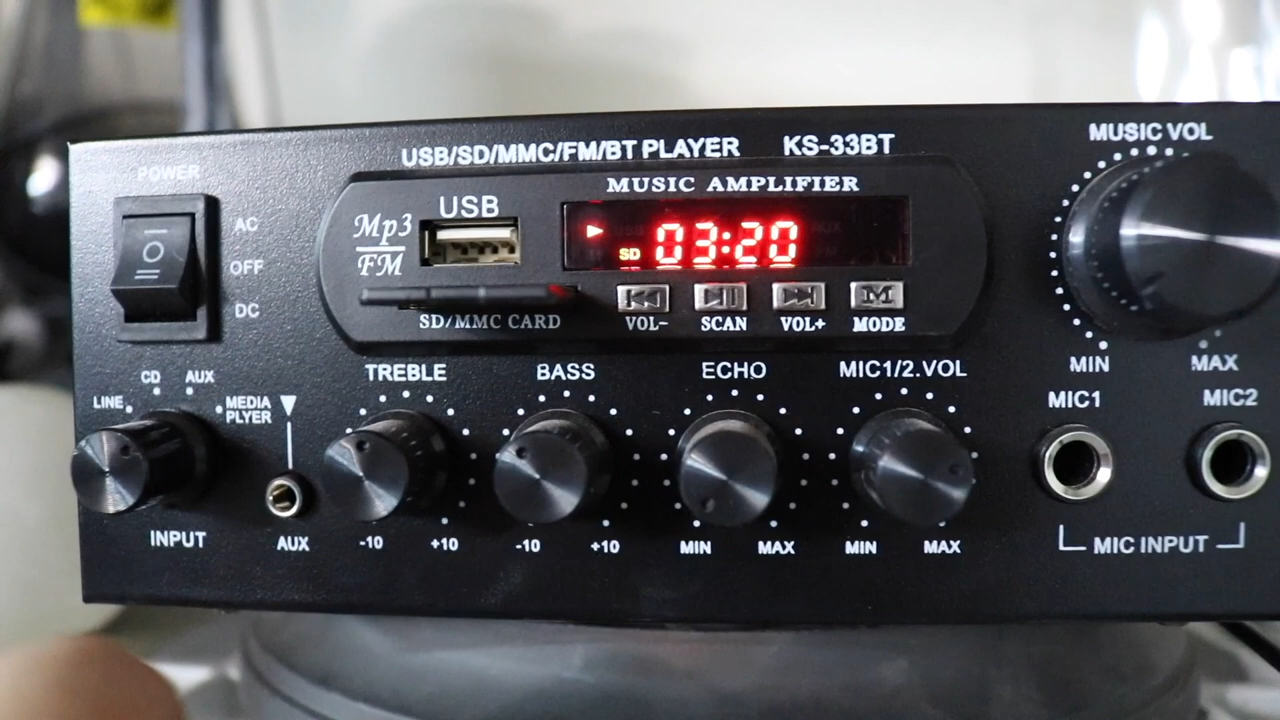 USB/SD/MMC/FM/BT PLAYER KS-33BT
MUSIC AMPLIFIER
MUSIC VOL
POWER
AC
OFF
DC
Mp3
FM
USB
SD
03:20
SD/MMC CARD
VOL-
SCAN
VOL+
M
MODE
MIN
MAX
CD
AUX
LINE
MEDIA
PLYER
TREBLE
BASS
ECHO
MIC1/2.VOL
MIC1
MIC2
INPUT
AUX
-10
+10
-10
+10
MIN
MAX
MIN
MAX
MIC INPUT